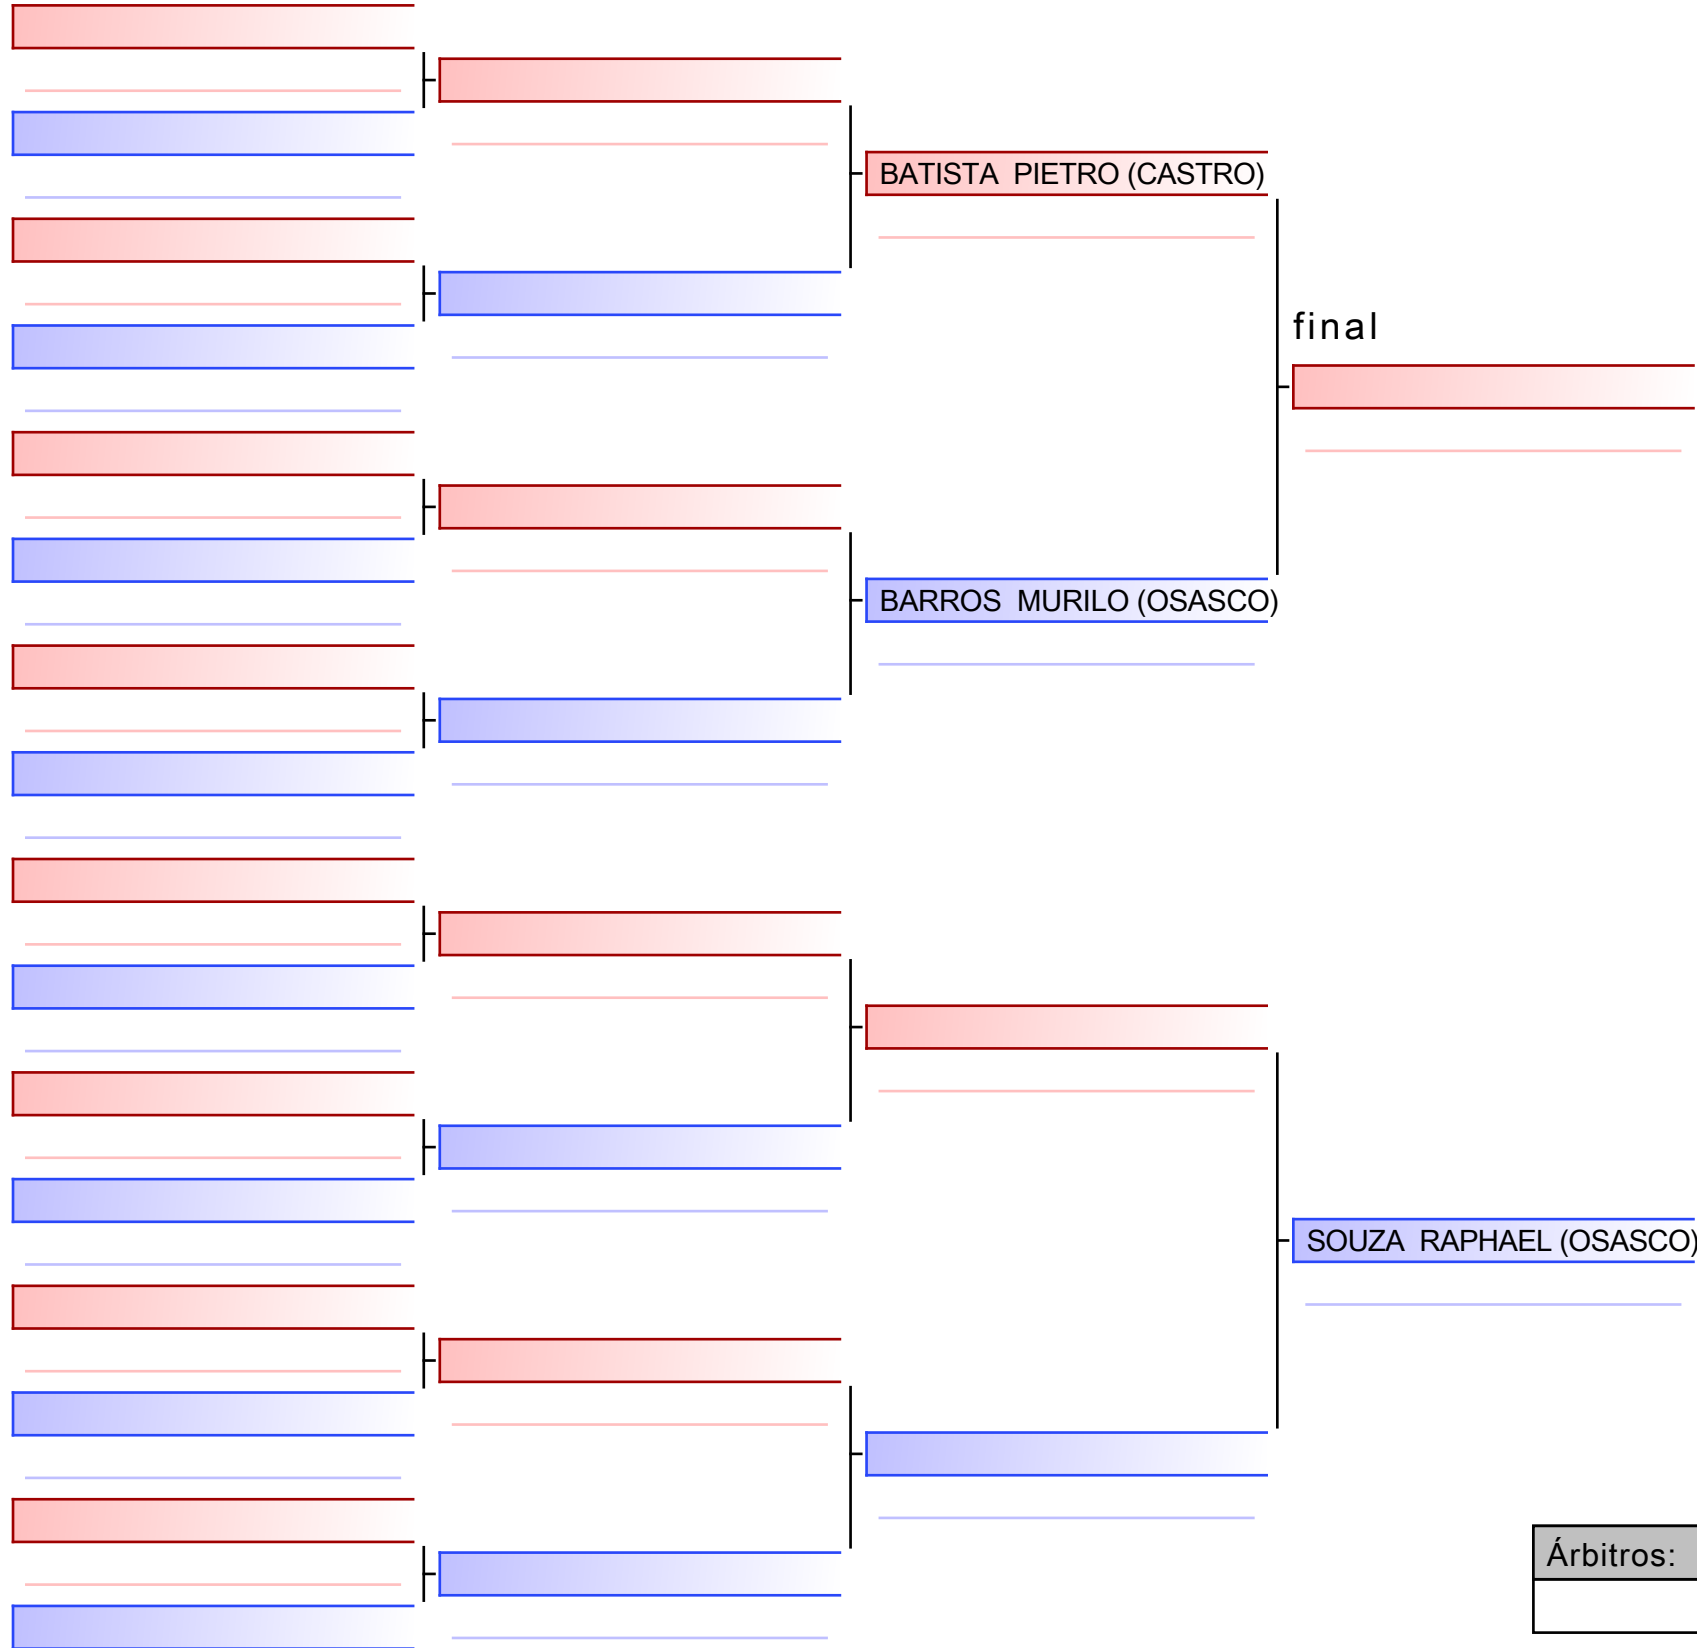 BATISTA PIETRO (CASTRO)
final
BARROS MURILO (OSASCO)
SOUZA RAPHAEL (OSASCO)
Árbitros: